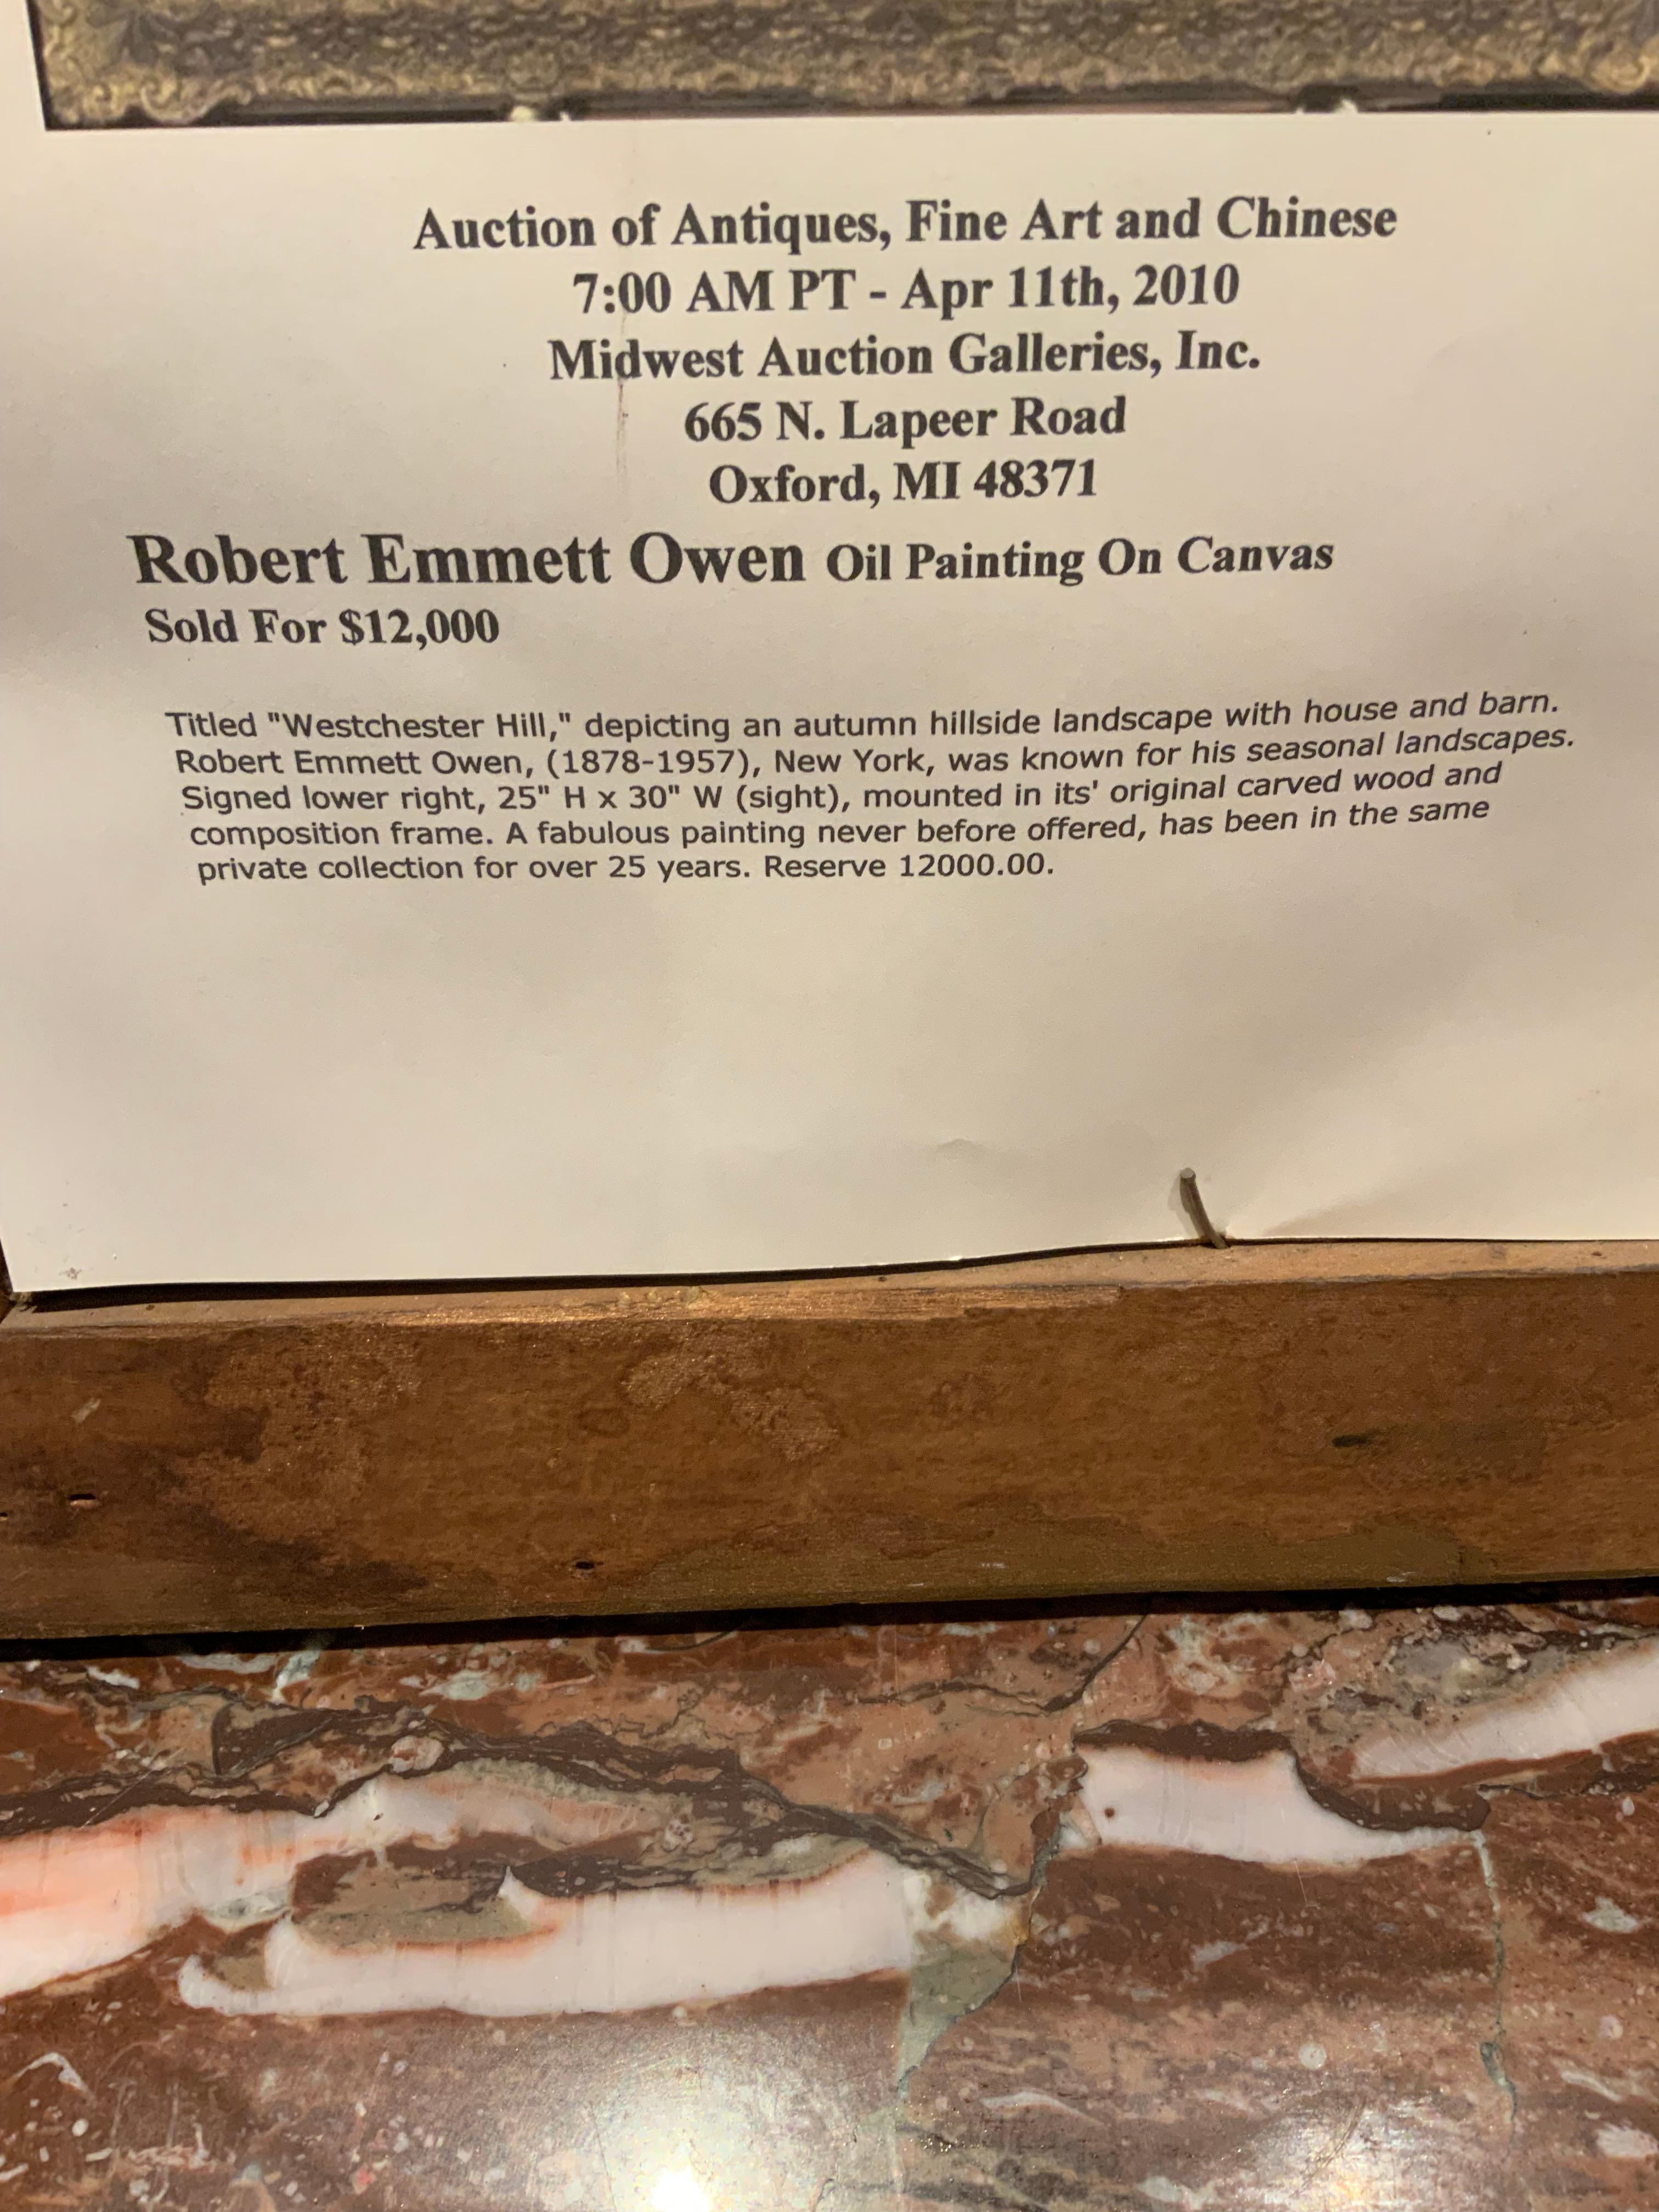 Auction of Antiques, Fine Art and Chinese
7:00 AM PT - Apr 11th, 2010
Midwest Auction Galleries, Inc.
665 N. Lapeer Road
Oxford, MI 48371
Robert Emmett Owen Oil Painting On Canvas
Sold For $12,000
Titled "Westchester Hill," depicting an autumn hillside landscape with house and barn.
Robert Emmett Owen, (1878-1957), New York, was known for his seasonal landscapes.
Signed lower right, 25" H x 30" W (sight), mounted in its' original carved wood and
composition frame. A fabulous painting never before offered, has been in the same
private collection for over 25 years. Reserve 12000.00.